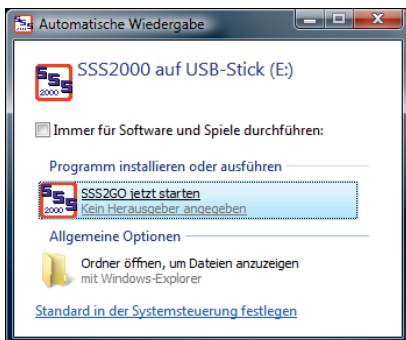 Automatische Wiedergabe
SSS2000 auf USB-Stick (E:)
Immer für Software und Spiele durchführen:
Programm installieren oder ausführen
SSS2GO jetzt starten
Kein Herausgeber angegeben
Allgemeine Optionen
Ordner öffnen, um Dateien anzuzeigen
mit Windows-Explorer
Standard in der Systemsteuerung festlegen